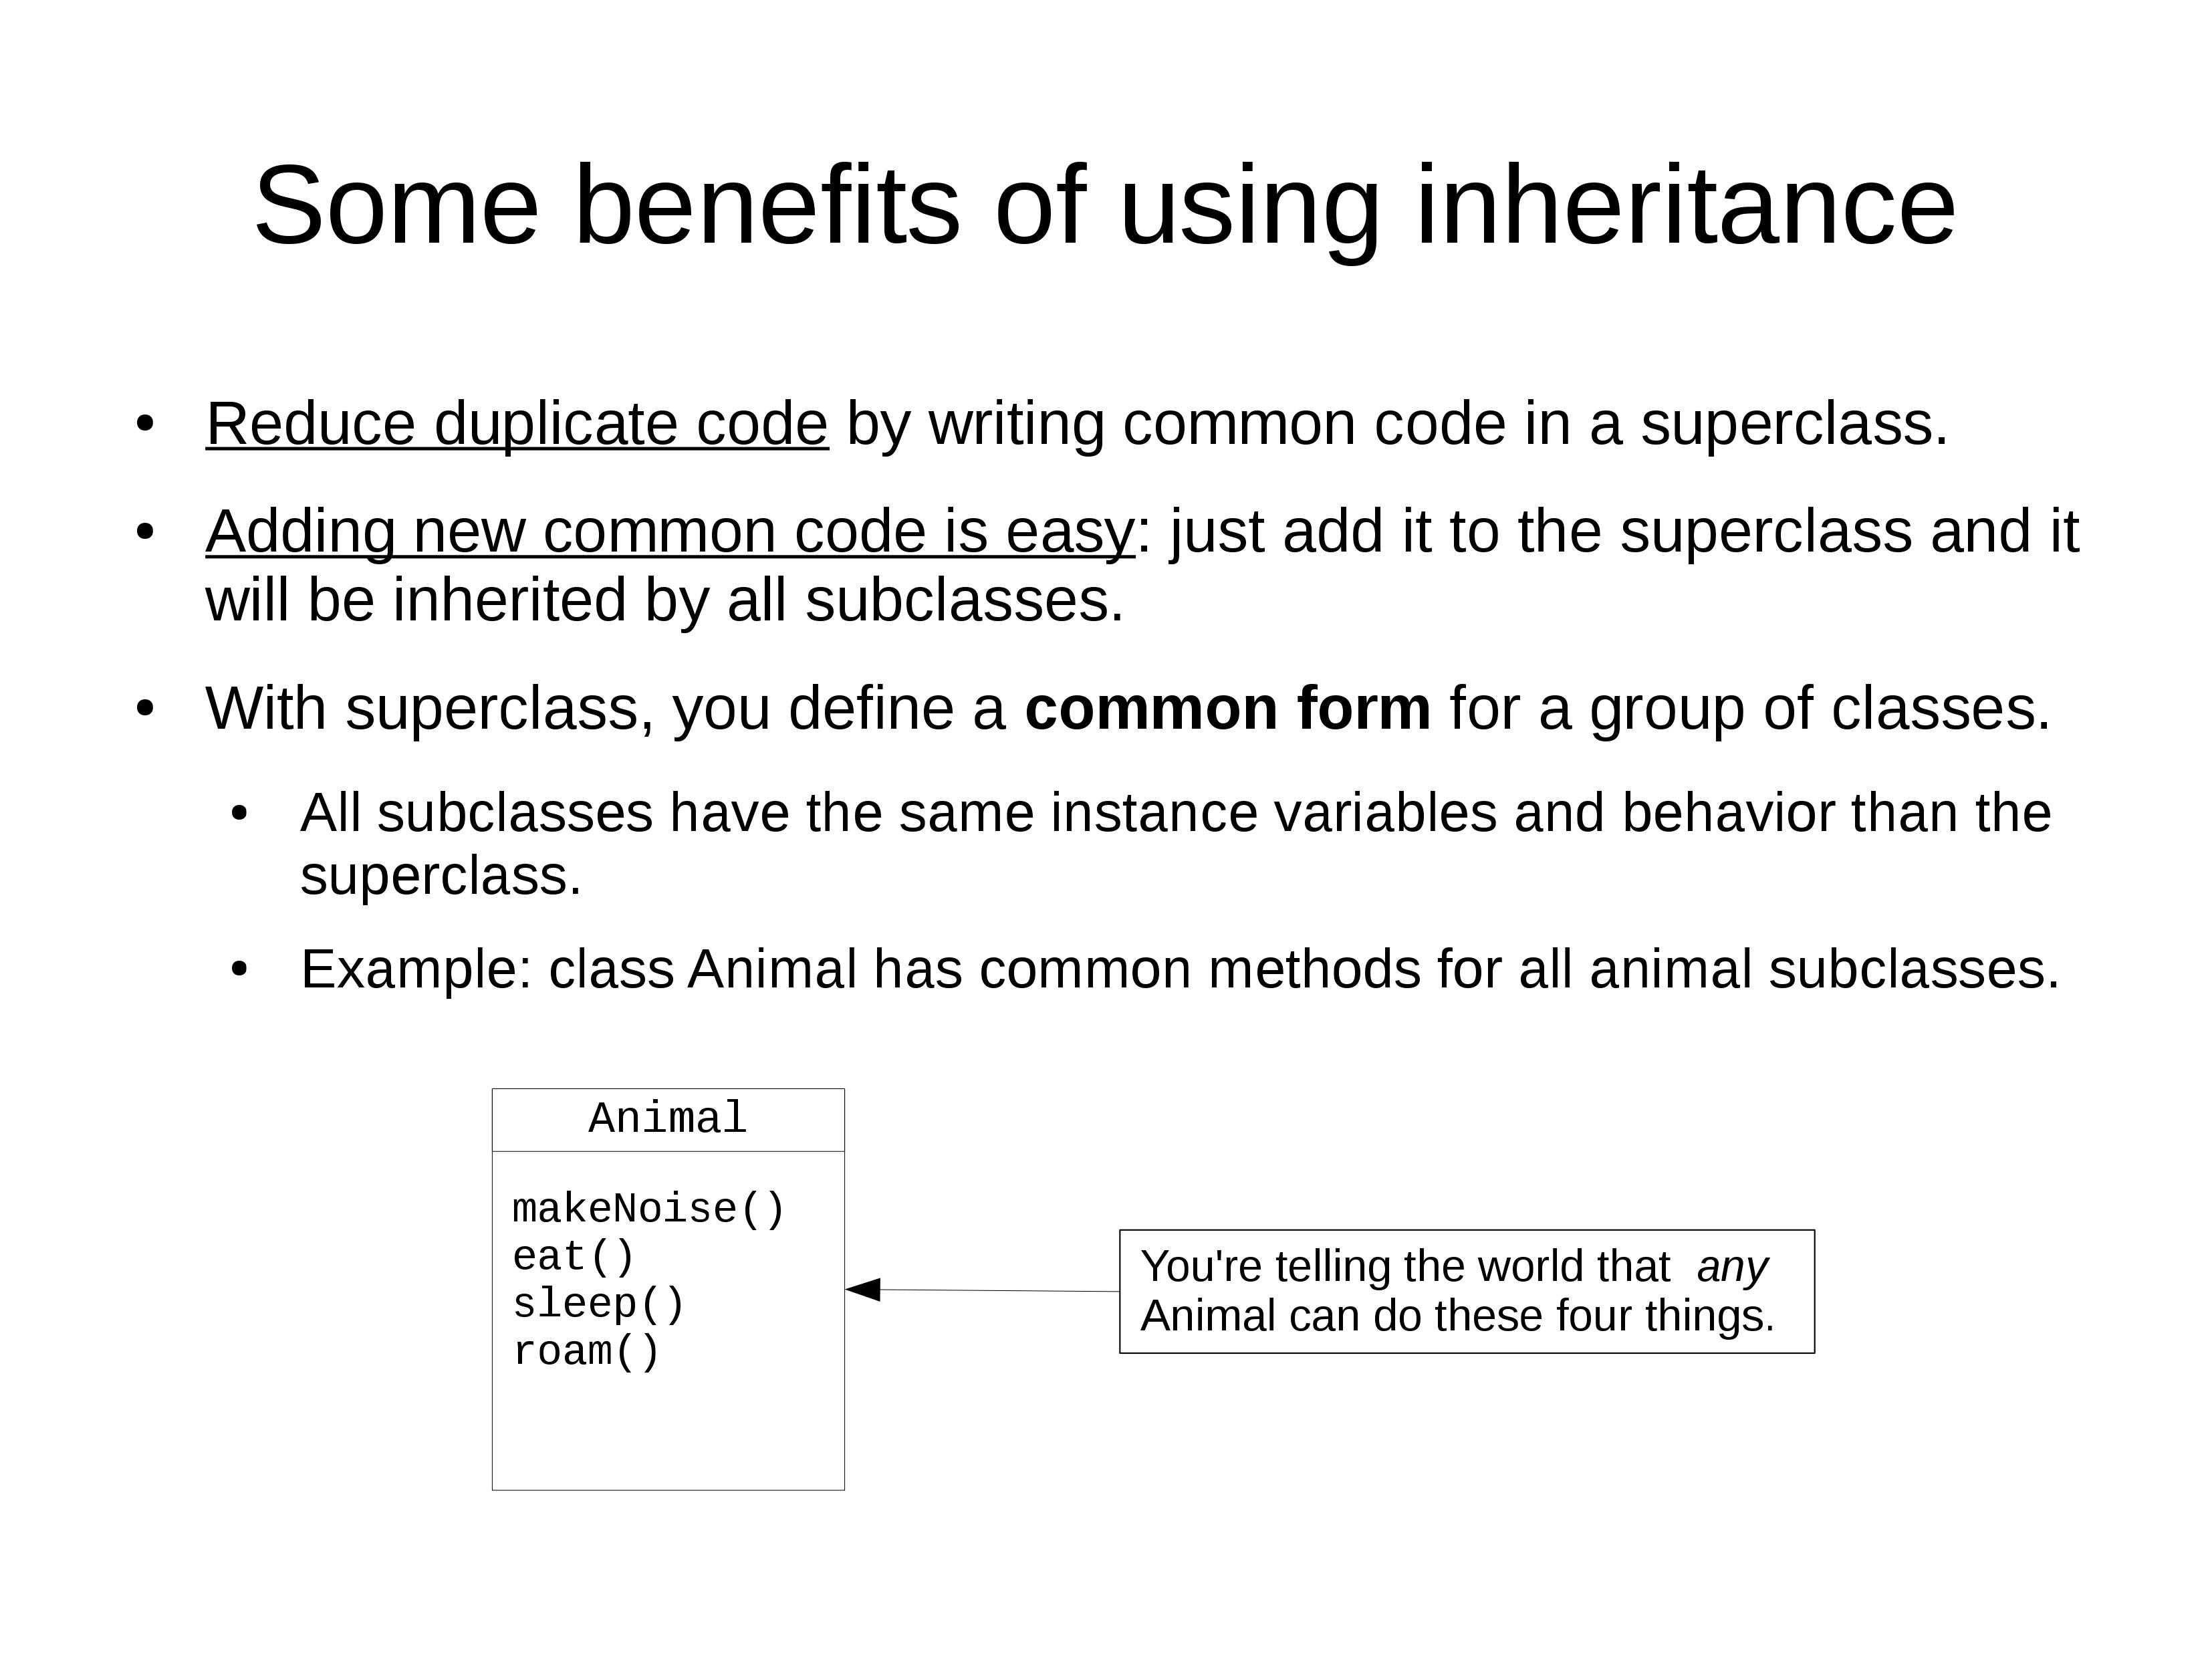 Some benefits of using inheritance
• Reduce duplicate code by writing common code in a superclass.
• Adding new common code is easy: just add it to the superclass and it
will be inherited by all subclasses.
• With superclass, you define a common form for a group of classes.
• All subclasses have the same instance variables and behavior than the
superclass.
• Example: class Animal has common methods for all animal subclasses.
Animal
makeNoise()
eat()
sleep()
roam()
You're telling the world that any
Animal can do these four things.